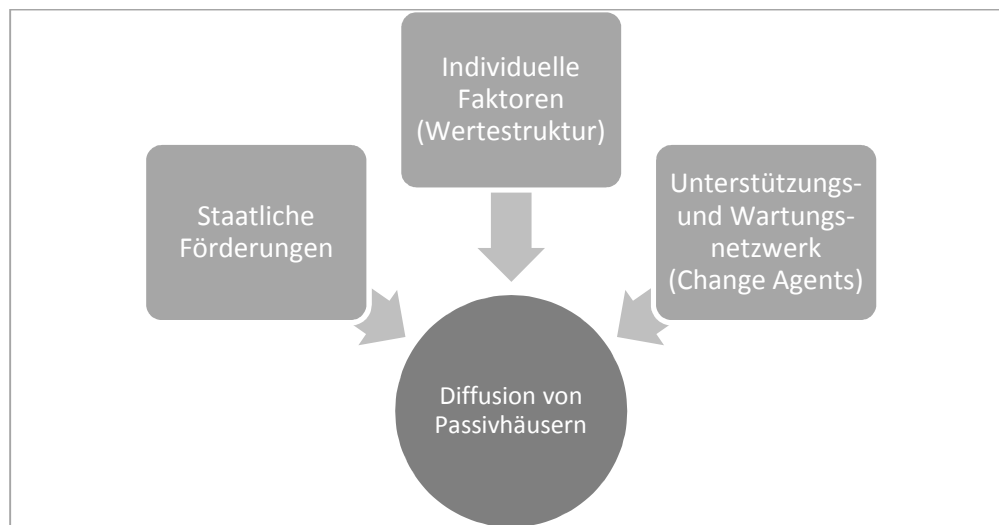 Individuelle
Faktoren
(Wertestruktur)
Staatliche
Förderungen
Unterstützungs-
und Wartungs-
netzwerk
(Change Agents)
Diffusion von
Passivhäusern